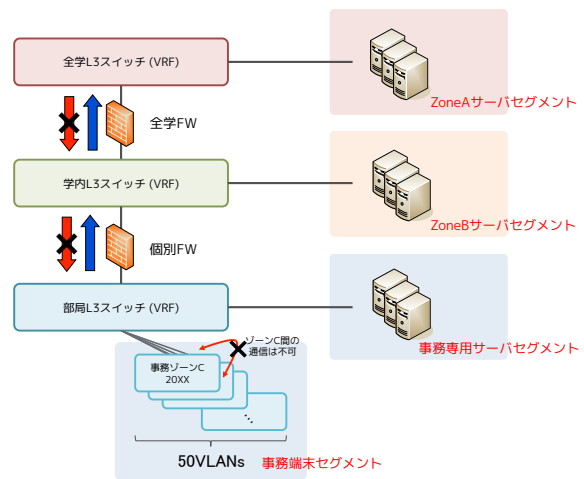 全学L3スイッチ (VRF)
ZoneAサーバセグメント
全学FW
学内L3スイッチ (VRF)
ZoneBサーバセグメント
個別FW
部局L3スイッチ (VRF)
事務専用サーバセグメント
ゾーンC間の
通信は不可
事務ゾーンC
20XX
...
50VLANs
事務端末セグメント